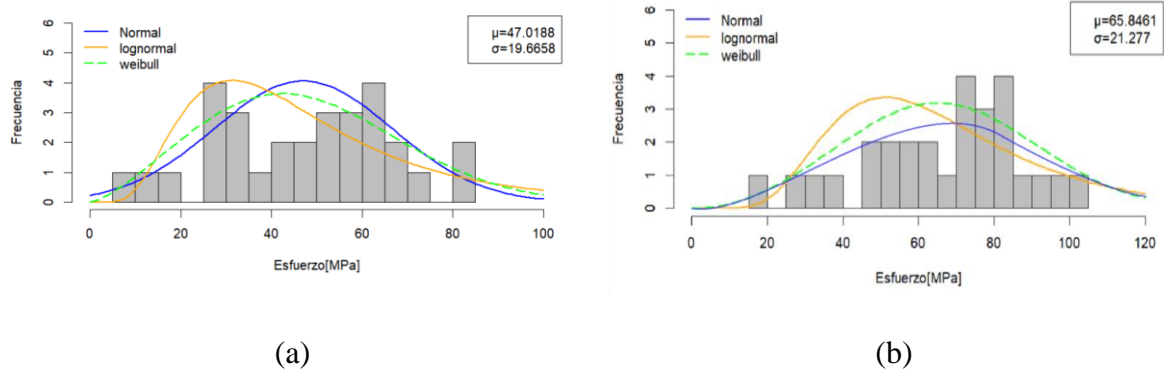 Normal
lognormal
weibull
μ=47.0188
σ=19.6658
Frecuencia
0 1 2 3 4 5 6
0 20 40 60 80 100
Esfuerzo[MPa]
(a)
Normal
lognormal
weibull
μ=65.8461
σ=21.277
Frecuencia
0 1 2 3 4 5 6
0 20 40 60 80 100 120
Esfuerzo[MPa]
(b)